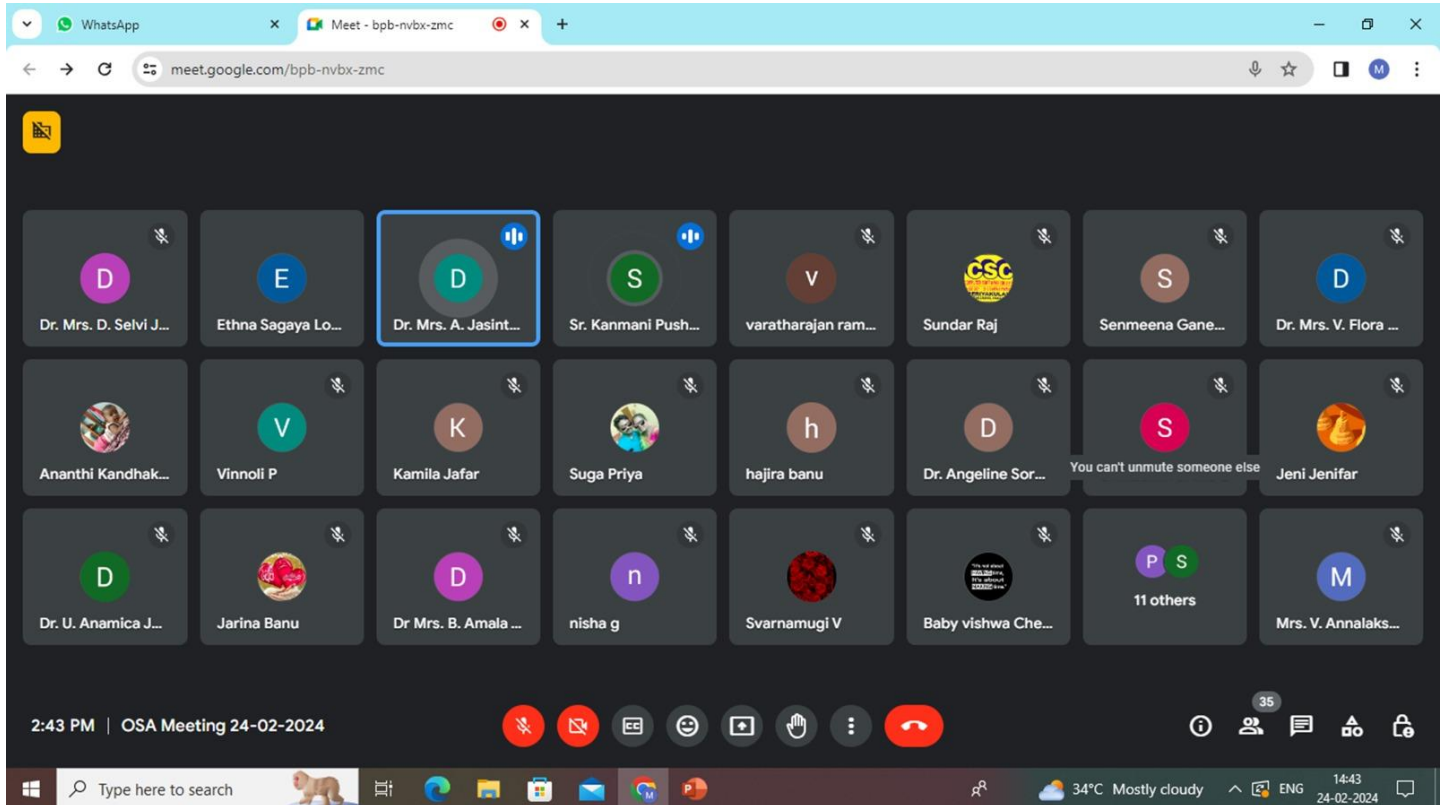 WhatsApp
Meet - bpb-nvbx-zmc
meet.google.com/bpb-nvbx-zmc
M
D
Dr. Mrs. D. Selvi J...
E
Ethna Sagaya Lo...
D
Dr. Mrs. A. Jasint...
S
Sr. Kanmani Push...
v
varatharajan ram...
CSC
Sundar Raj
S
Senmeena Gane...
D
Dr. Mrs. V. Flora ...
Ananthi Kandhak...
V
Vinnoli P
K
Kamila Jafar
Suga Priya
h
hajira banu
D
Dr. Angeline Sor...
S
You can't unmute someone else
Jeni Jenifar
D
Dr. U. Anamica J...
Jarina Banu
D
Dr Mrs. B. Amala ...
n
nisha g
Svarnamugi V
Baby vishwa Che...
P S
11 others
M
Mrs. V. Annalaks...
2:43 PM | OSA Meeting 24-02-2024
CC
35
Type here to search
34°C Mostly cloudy
ENG
14:43
24-02-2024